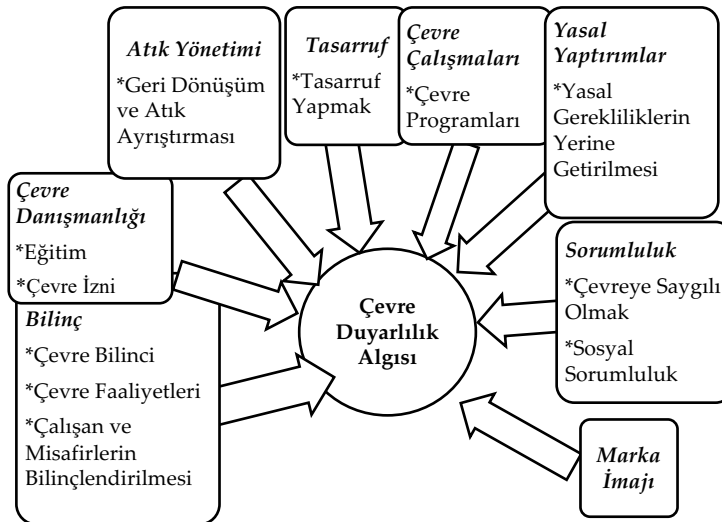 Atık Yönetimi
*Geri Dönüşüm
ve Atık
Ayrıştırması
Tasarruf
*Tasarruf
Yapmak
Çevre
Çalışmaları
*Çevre
Programları
Yasal
Yaptırımlar
*Yasal
Gerekliliklerin
Yerine
Getirilmesi
Çevre
Danışmanlığı
*Eğitim
*Çevre İzni
Bilinç
*Çevre Bilinci
*Çevre Faaliyetleri
*Çalışan ve
Misafirlerin
Bilinçlendirilmesi
Çevre
Duyarlılık
Algısı
Sorumluluk
*Çevreye Saygılı
Olmak
*Sosyal
Sorumluluk
Marka
İmajı